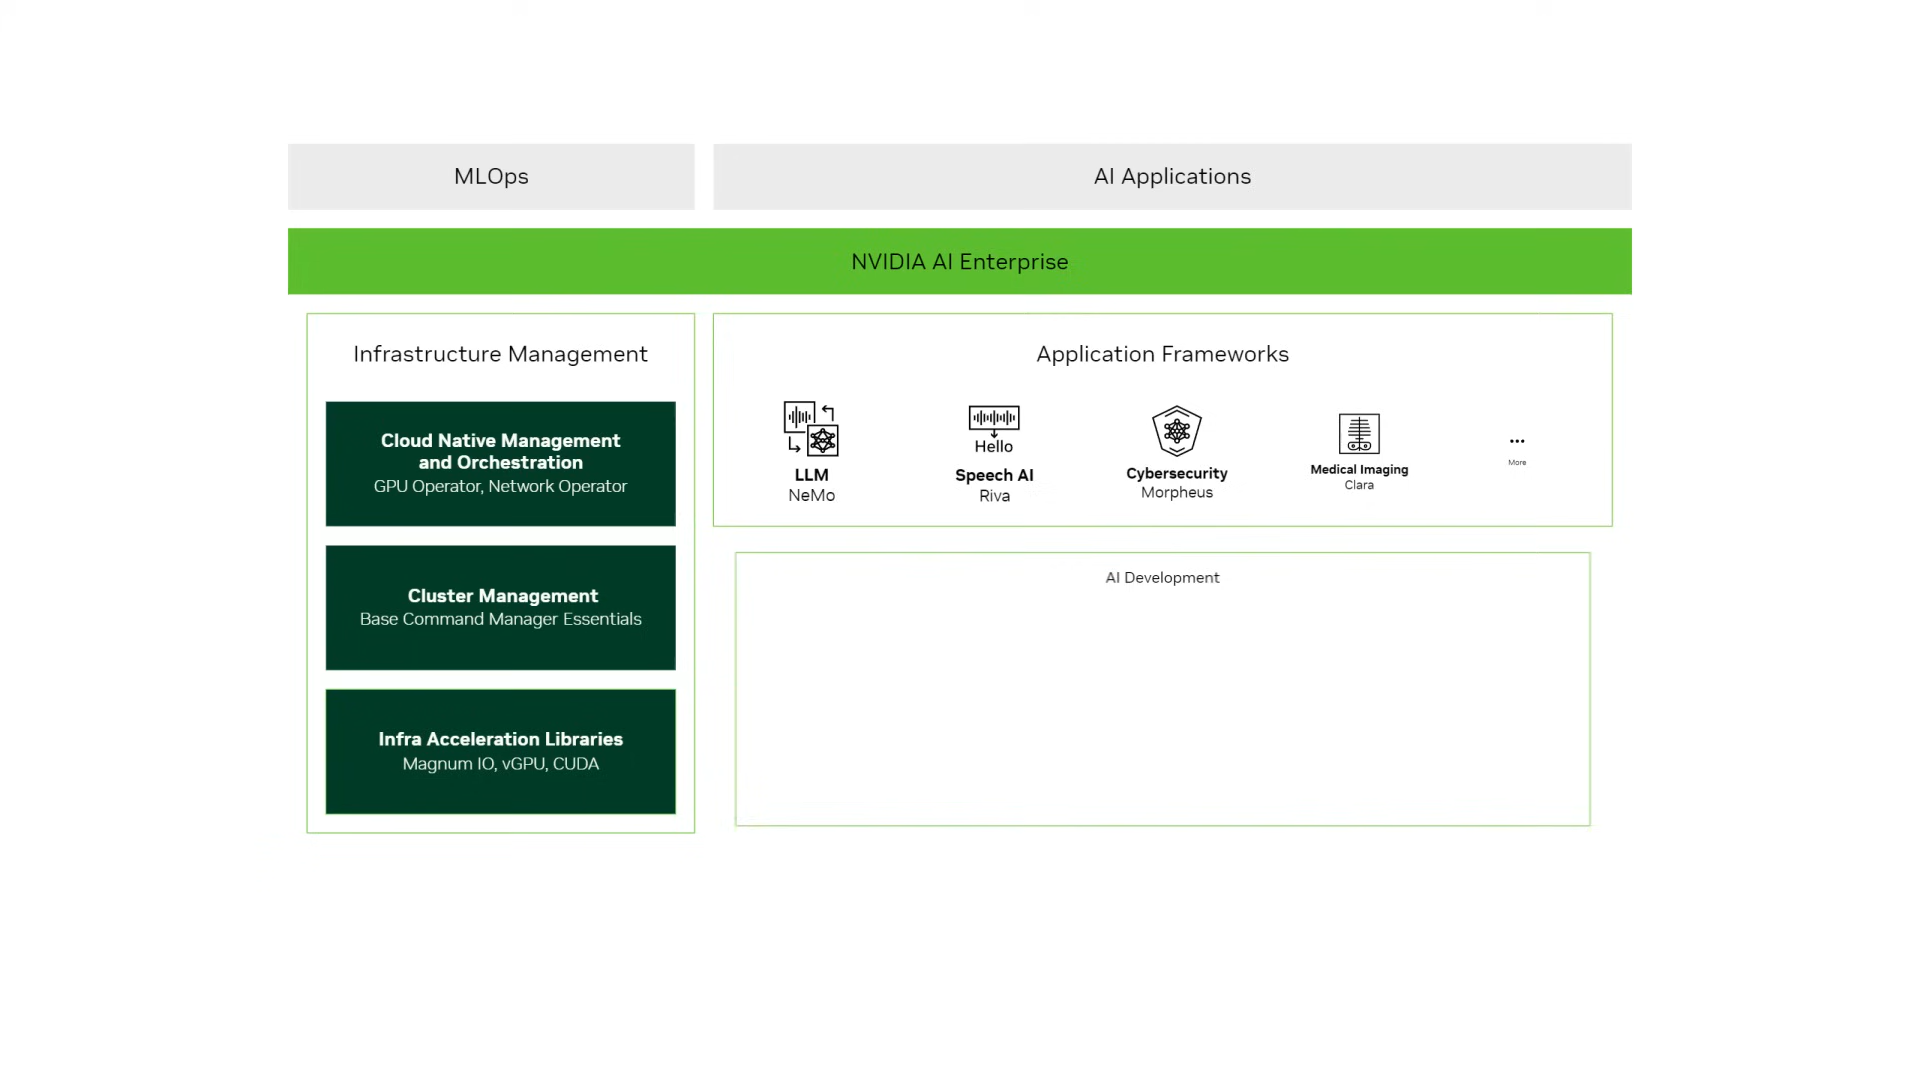 MLOps
AI Applications
NVIDIA AI Enterprise
Infrastructure Management
Cloud Native Management
and Orchestration
GPU Operator, Network Operator
Cluster Management
Base Command Manager Essentials
Infra Acceleration Libraries
Magnum IO, vGPU, CUDA
Application Frameworks
LLM
NeMo
Hello
Speech AI
Riva
Cybersecurity
Morpheus
Medical Imaging
Clara
...
More
AI Development